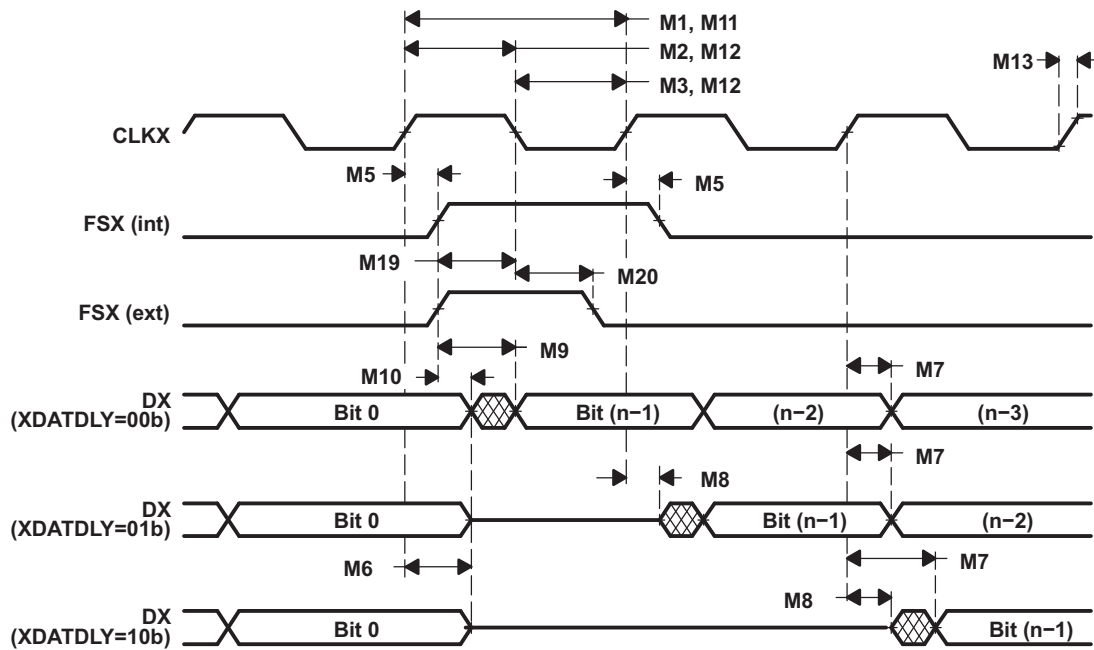 M1, M11
M2, M12
M13
M3, M12
CLKX
M5
M5
FSX (int)
M19
M20
FSX (ext)
M9
M10
M7
DX
(XDATDLY=00b)
Bit 0
Bit (n−1)
(n−2)
(n−3)
M7
M8
DX
(XDATDLY=01b)
Bit 0
Bit (n−1)
(n−2)
M6
M7
M8
DX
(XDATDLY=10b)
Bit 0
Bit (n−1)